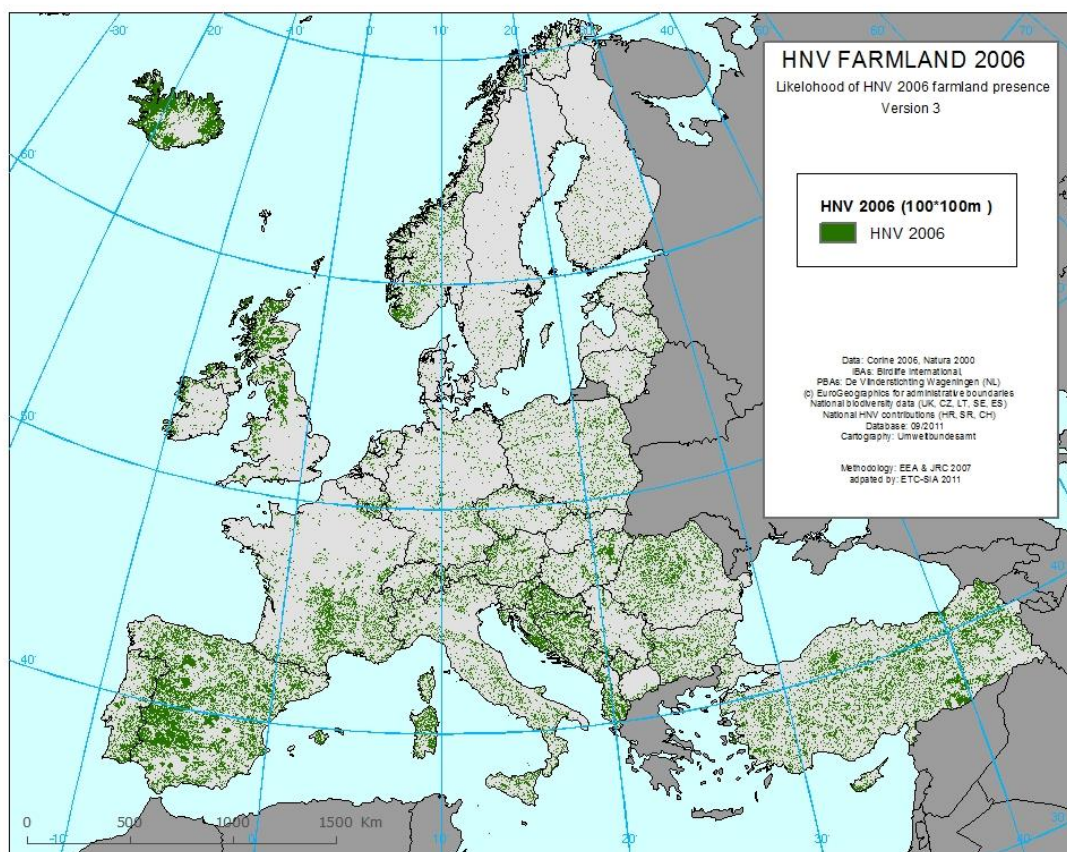 -30°
-20°
-10°
0°
10°
20°
30°
40°
50°
60°
70°
HNV FARMLAND 2006
Likelohood of HNV 2006 farmland presence
Version 3
HNV 2006 (100*100m )
HNV 2006
Data: Corine 2006, Natura 2000
IBAs: Birdlife International,
PBAs: De Vlinderstichting Wageningen (NL)
(c) EuroGeographics for administrative boundaries
National biodiversity data (UK, CZ, LT, SE, ES)
National HNV contributions (HR, SR, CH)
Database: 09/2011
Cartography: Umweltbundesamt
Methodology: EEA & JRC 2007
adpated by: ETC-SIA 2011
60°
50°
40°
40°
30°
0 500 1000 1500 Km
-10°
0°
10°
20°
30°
40°